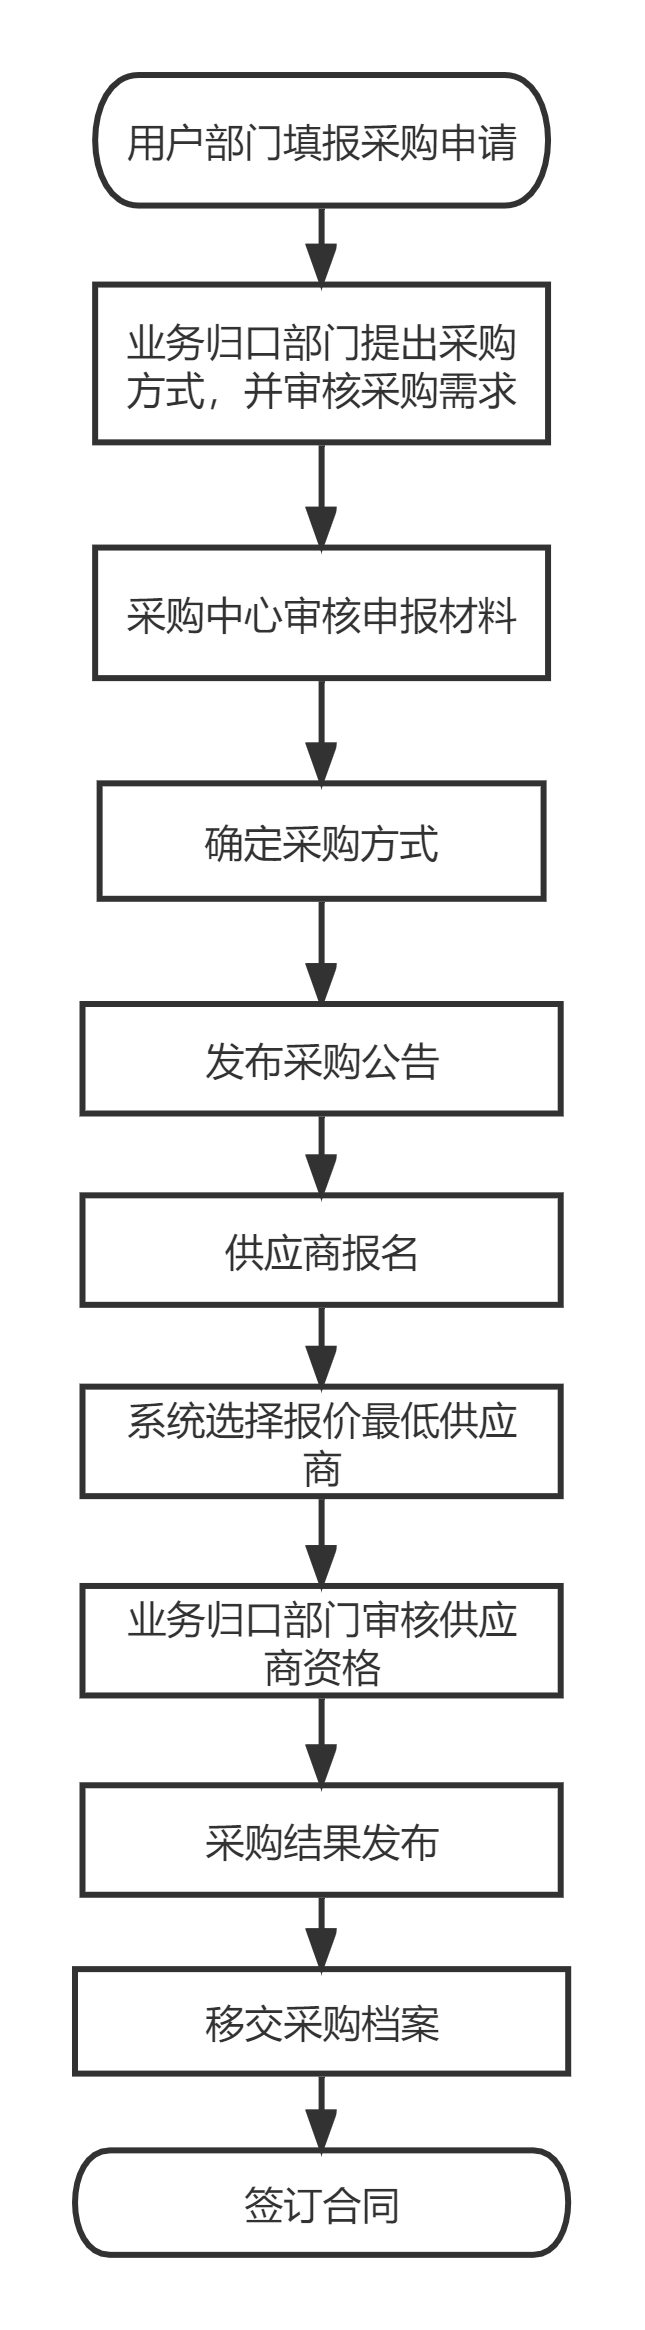 用户部门填报采购申请
业务归口部门提出采购
方式，并审核采购需求
采购中心审核申报材料
确定采购方式
发布采购公告
供应商报名
系统选择报价最低供应
商
业务归口部门审核供应
商资格
采购结果发布
移交采购档案
签订合同